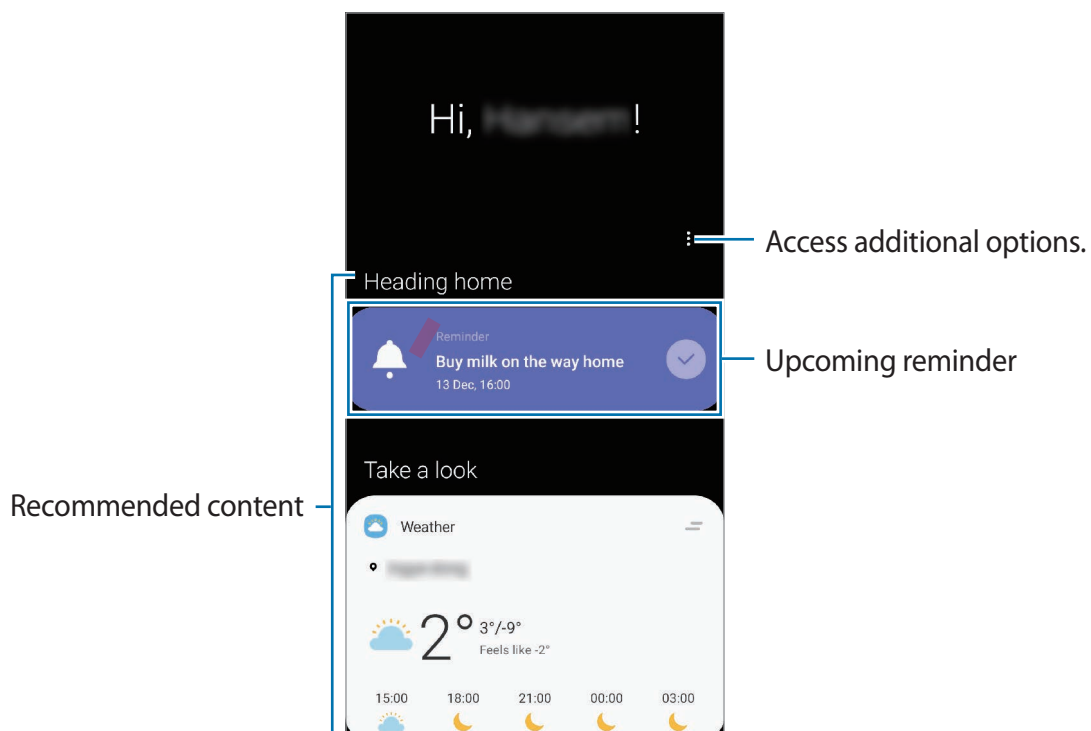 Hi, !
Access additional options.
Heading home
Reminder
Buy milk on the way home
13 Dec, 16:00
Upcoming reminder
Take a look
Recommended content
Weather
2° 3°/-9°
Feels like -2°
15:00 18:00 21:00 00:00 03:00